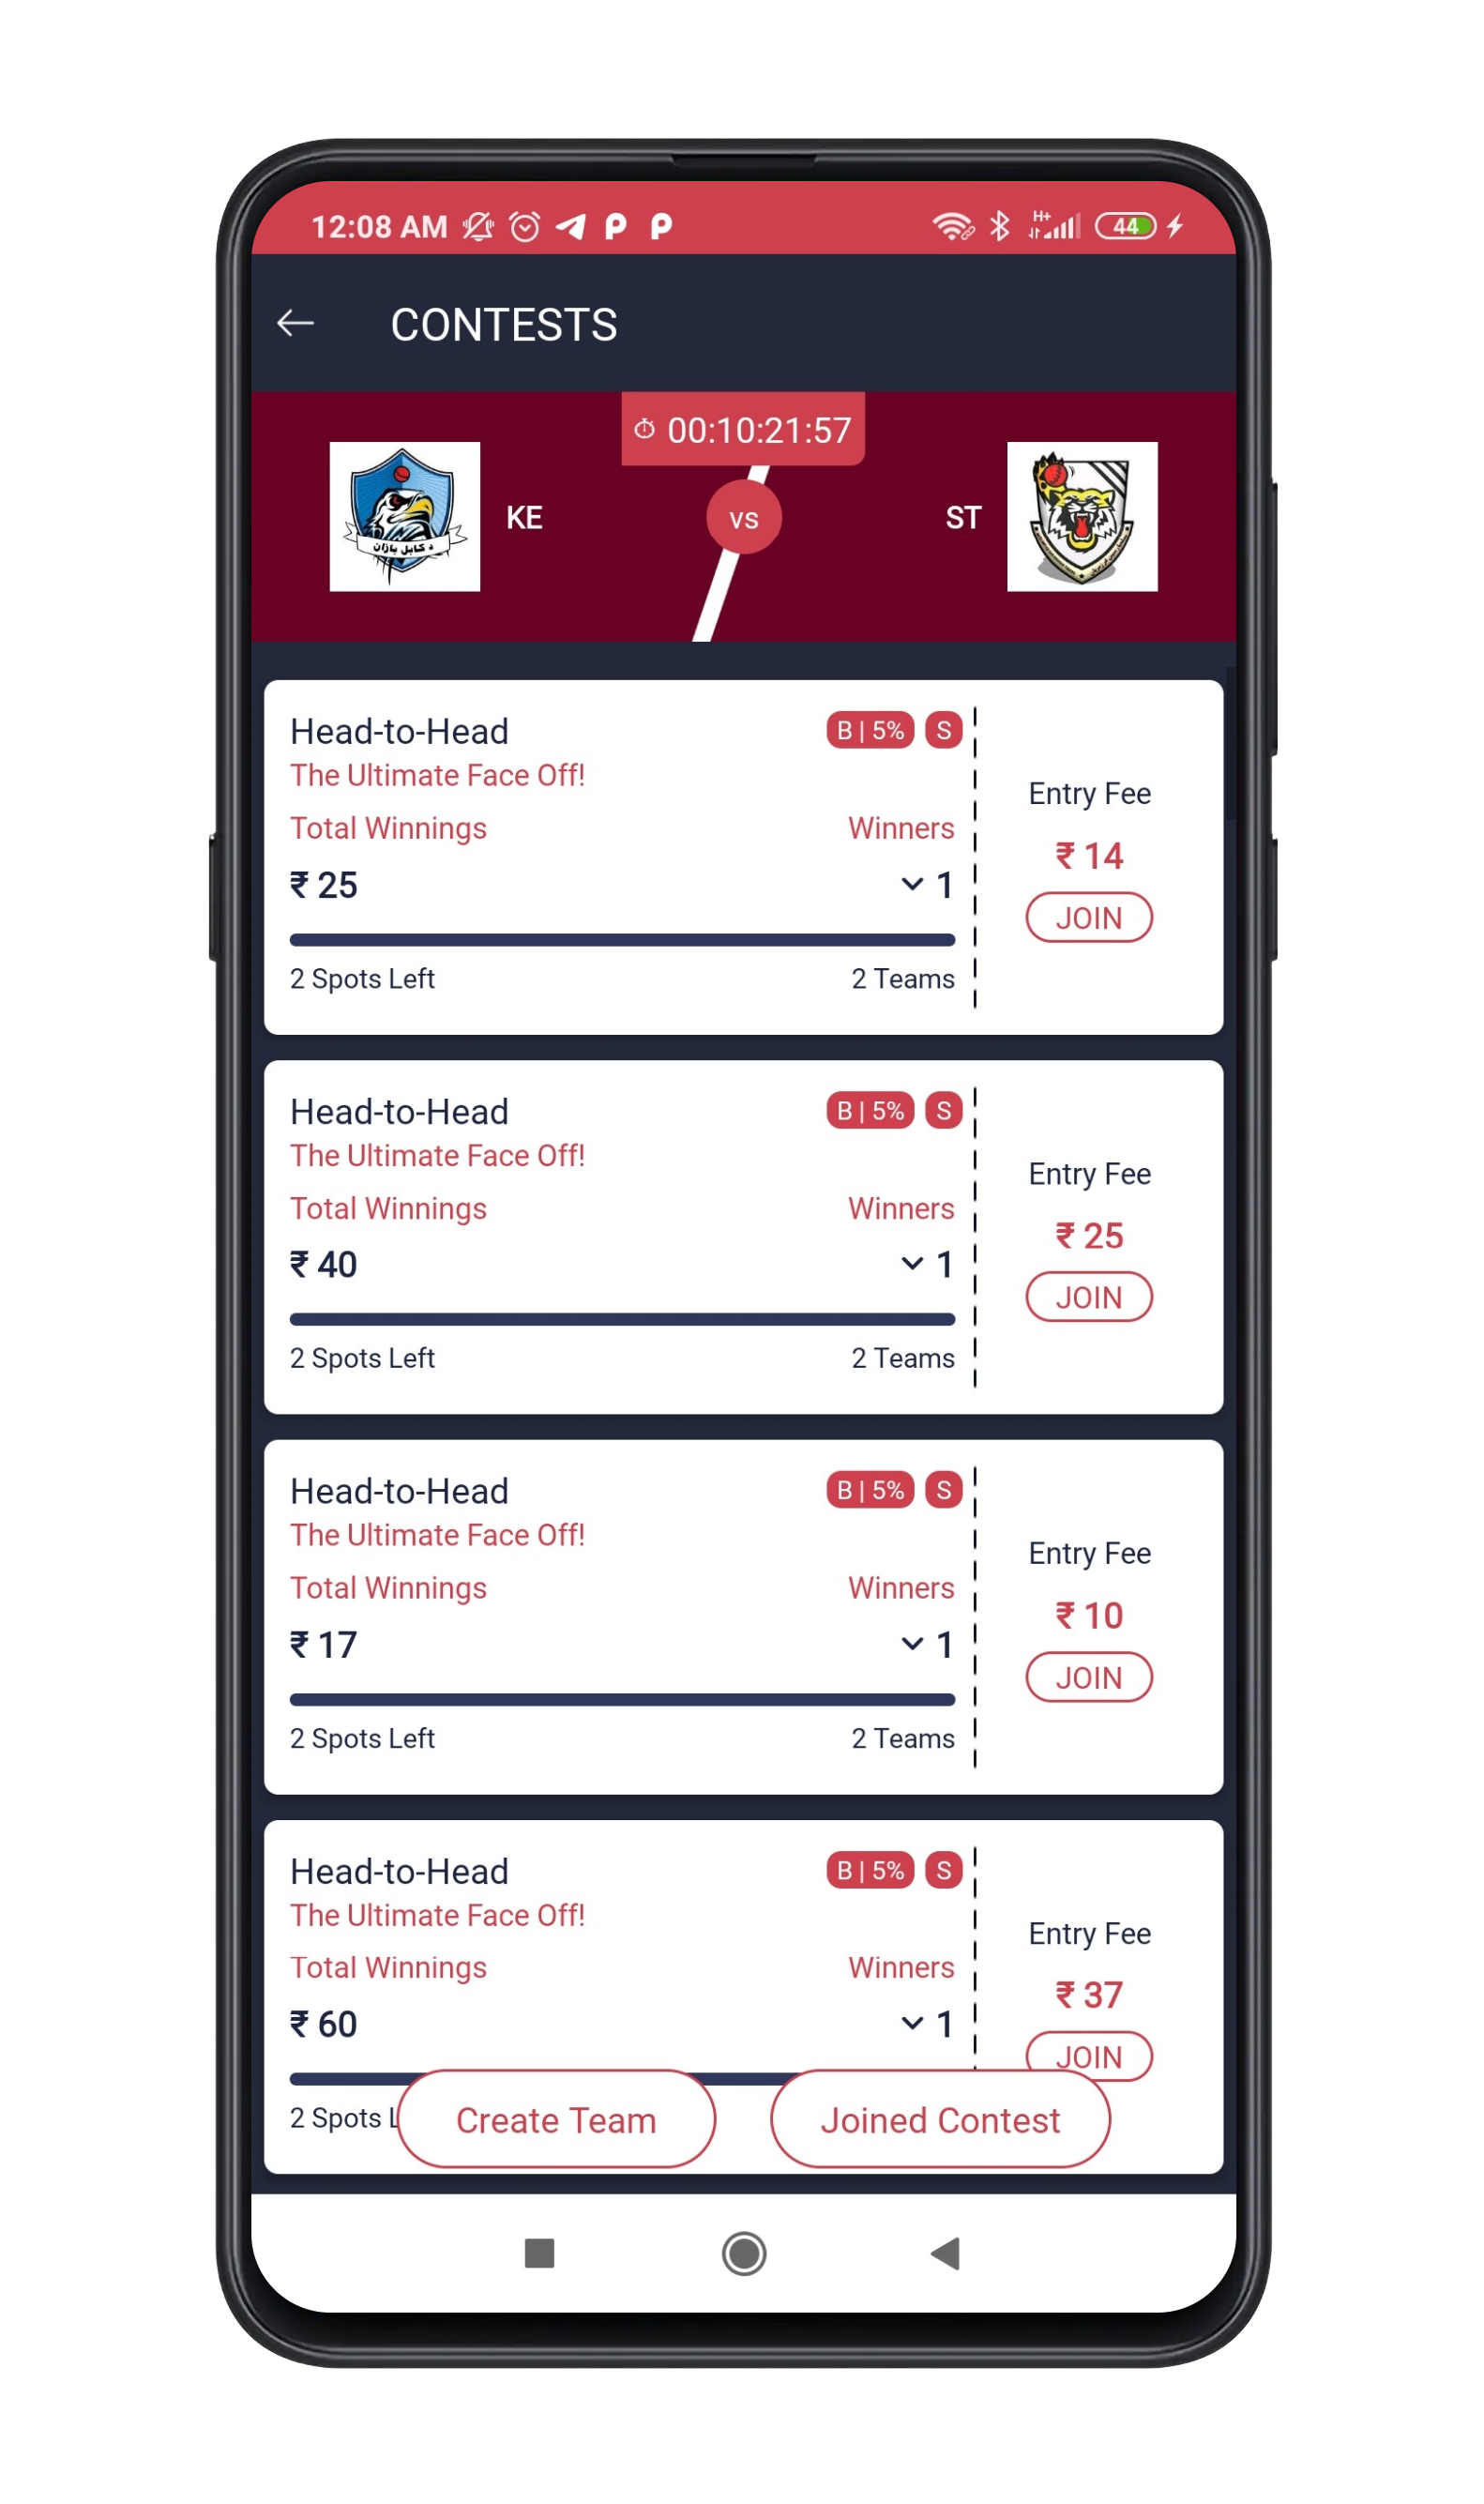 12:08 AM
H+
44
CONTESTS
00:10:21:57
KE
VS
ST
د کابل بازان
Head-to-Head
B | 5%
S
The Ultimate Face Off!
Total Winnings
Winners
₹ 25
1
2 Spots Left
2 Teams
Entry Fee
₹ 14
JOIN
Head-to-Head
B | 5%
S
The Ultimate Face Off!
Total Winnings
Winners
₹ 40
1
2 Spots Left
2 Teams
Entry Fee
₹ 25
JOIN
Head-to-Head
B | 5%
S
The Ultimate Face Off!
Total Winnings
Winners
₹ 17
1
2 Spots Left
2 Teams
Entry Fee
₹ 10
JOIN
Head-to-Head
B | 5%
S
The Ultimate Face Off!
Total Winnings
Winners
₹ 60
1
2 Spots L
Entry Fee
₹ 37
JOIN
Create Team
Joined Contest